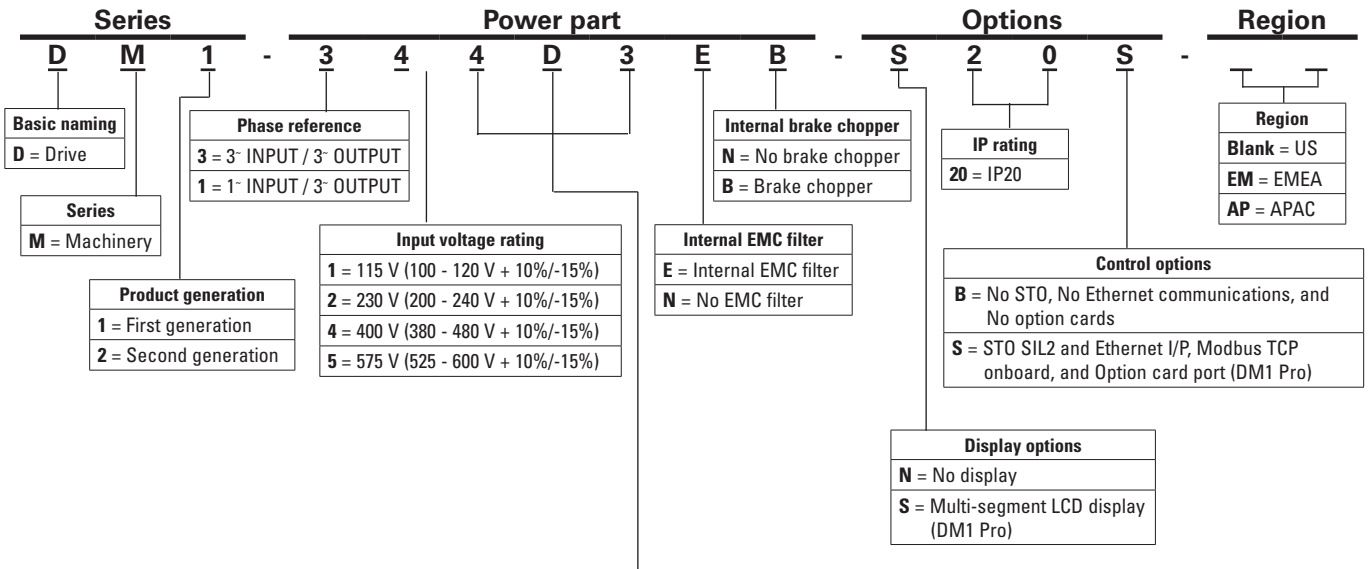 Series Power part Options Region
D M 1 - 3 4 4 D 3 E B - S 2 0 S -
Basic naming
D = Drive
Series
M = Machinery
Product generation
1 = First generation
2 = Second generation
Phase reference
3 = 3~ INPUT / 3~ OUTPUT
1 = 1~ INPUT / 3~ OUTPUT
Input voltage rating
1 = 115 V (100 - 120 V + 10%/-15%)
2 = 230 V (200 - 240 V + 10%/-15%)
4 = 400 V (380 - 480 V + 10%/-15%)
5 = 575 V (525 - 600 V + 10%/-15%)
Internal brake chopper
N = No brake chopper
B = Brake chopper
Internal EMC filter
E = Internal EMC filter
N = No EMC filter
IP rating
20 = IP20
Region
Blank = US
EM = EMEA
AP = APAC
Control options
B = No STO, No Ethernet communications, and
No option cards
S = STO SIL2 and Ethernet I/P, Modbus TCP
onboard, and Option card port (DM1 Pro)
Display options
N = No display
S = Multi-segment LCD display
(DM1 Pro)